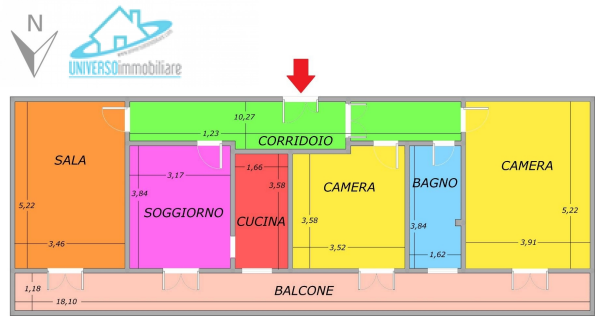 N
UNIVERSOimmobiliare
10,27
1,23
CORRIDOIO
SALA
5,22
3,46
3,17
3,84
SOGGIORNO
1,66
3,58
CUCINA
CAMERA
3,58
3,52
BAGNO
3,84
1,62
CAMERA
5,22
3,91
1,18
18,10
BALCONE